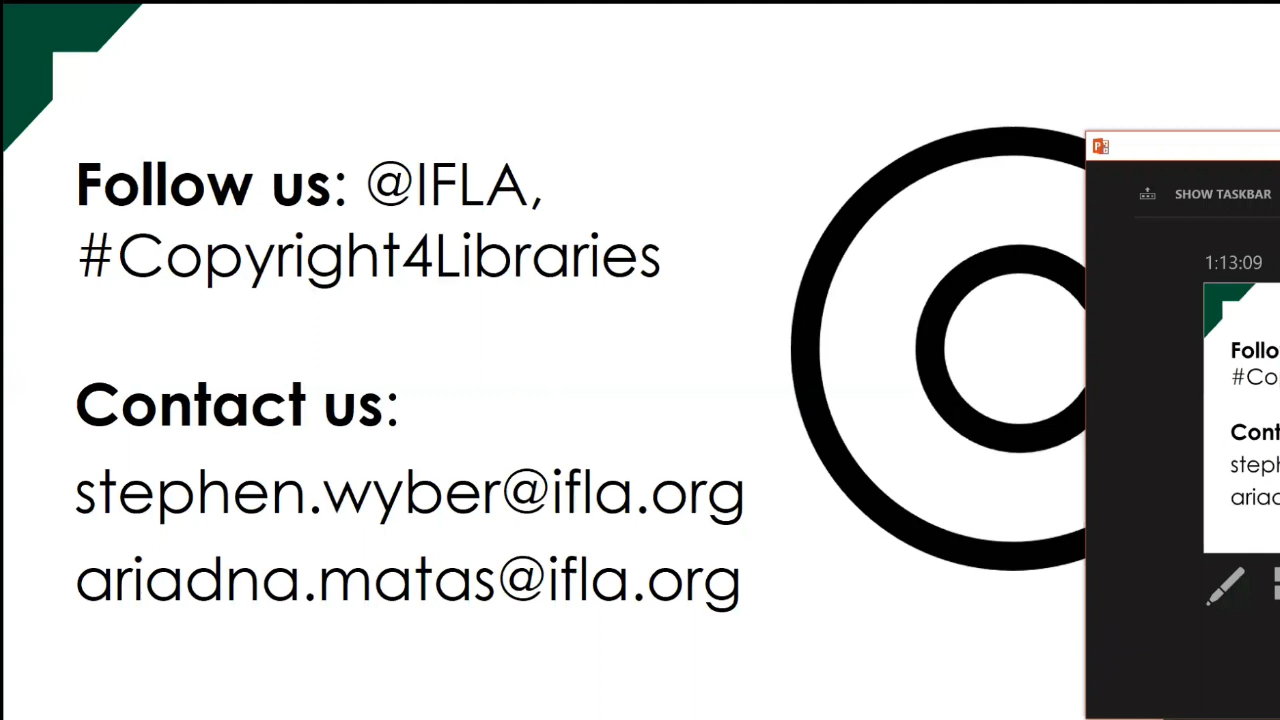 Follow us: @IFLA,
#Copyright4Libraries
Contact us:
stephen.wyber@ifla.org
ariadna.matas@ifla.org
SHOW TASKBAR
1:13:09